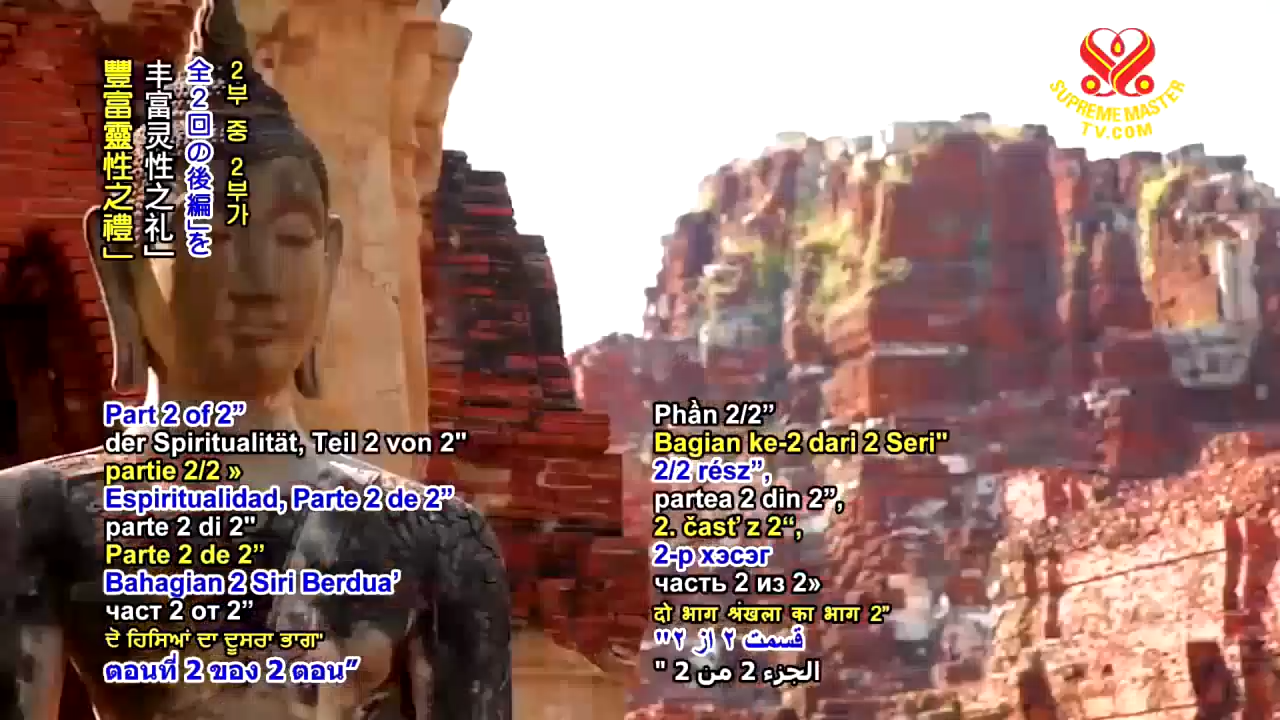 2부 중 2부가
全2回の後編」を
丰富灵性之礼」
豐富靈性之禮」
SUPREME MASTER
TV.COM
Part 2 of 2”
der Spiritualität, Teil 2 von 2"
partie 2/2 »
Espiritualidad, Parte 2 de 2”
parte 2 di 2"
Parte 2 de 2”
Bahagian 2 Siri Berdua’
част 2 от 2”
ਦੋ ਹਿਸਿਆਂ ਦਾ ਦੂਸਰਾ ਭਾਗ"
ตอนที่ 2 ของ 2 ตอน”
Phần 2/2”
Bagian ke-2 dari 2 Seri"
2/2 rész”,
partea 2 din 2”,
2. časť z 2“,
2-р хэсэг
часть 2 из 2»
दो भाग श्रंखला का भाग 2”
قسمت ۲ از ۲"
الجزء 2 من 2 "